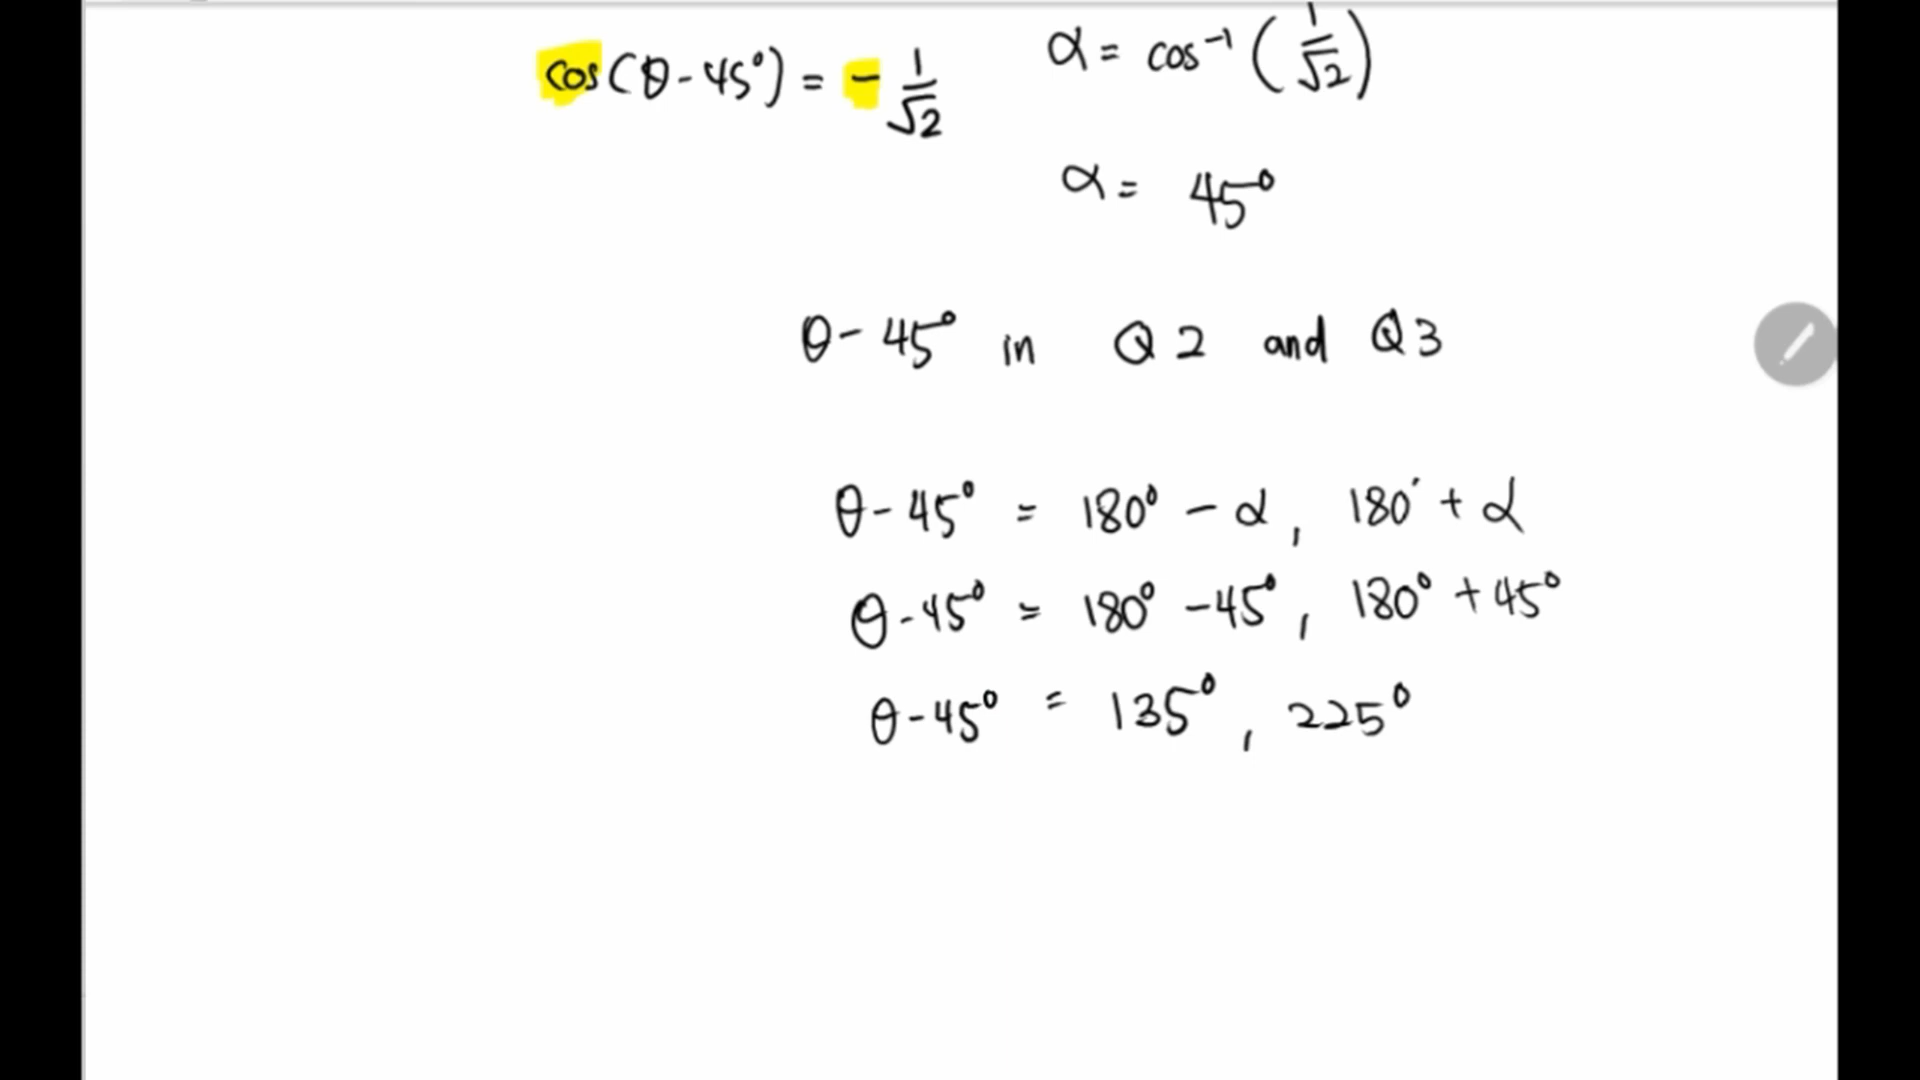 cos(θ - 45°) = - 1/√2
α = cos⁻¹(1/√2)
α = 45°
θ - 45° in Q2 and Q3
θ - 45° = 180° - α, 180° + α
θ - 45° = 180° - 45°, 180° + 45°
θ - 45° = 135°, 225°